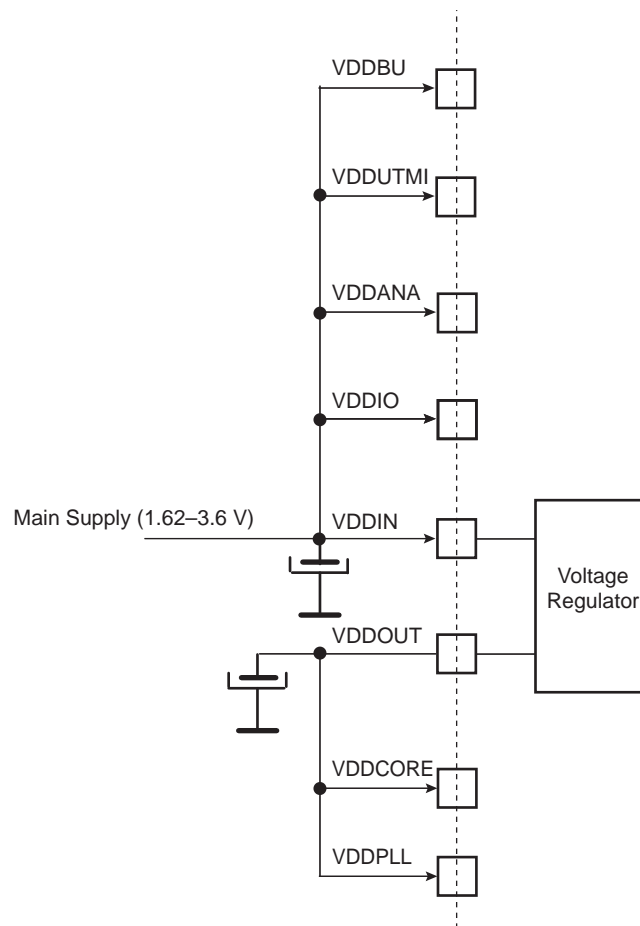 VDDBU
VDDUTMI
VDDANA
VDDIO
Main Supply (1.62–3.6 V)
VDDIN
Voltage
Regulator
VDDOUT
VDDCORE
VDDPLL